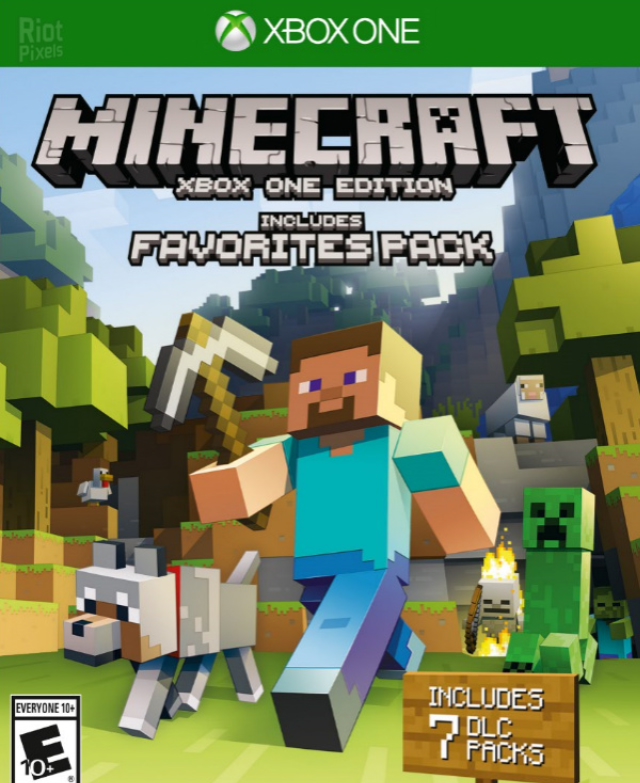 Riot
Pixels
XBOX ONE
MINECRAFT
XBOX ONE EDITION
INCLUDES
FAVORITES PACK
EVERYONE 10+
E
10+
®
INCLUDES
7 DLC
PACKS